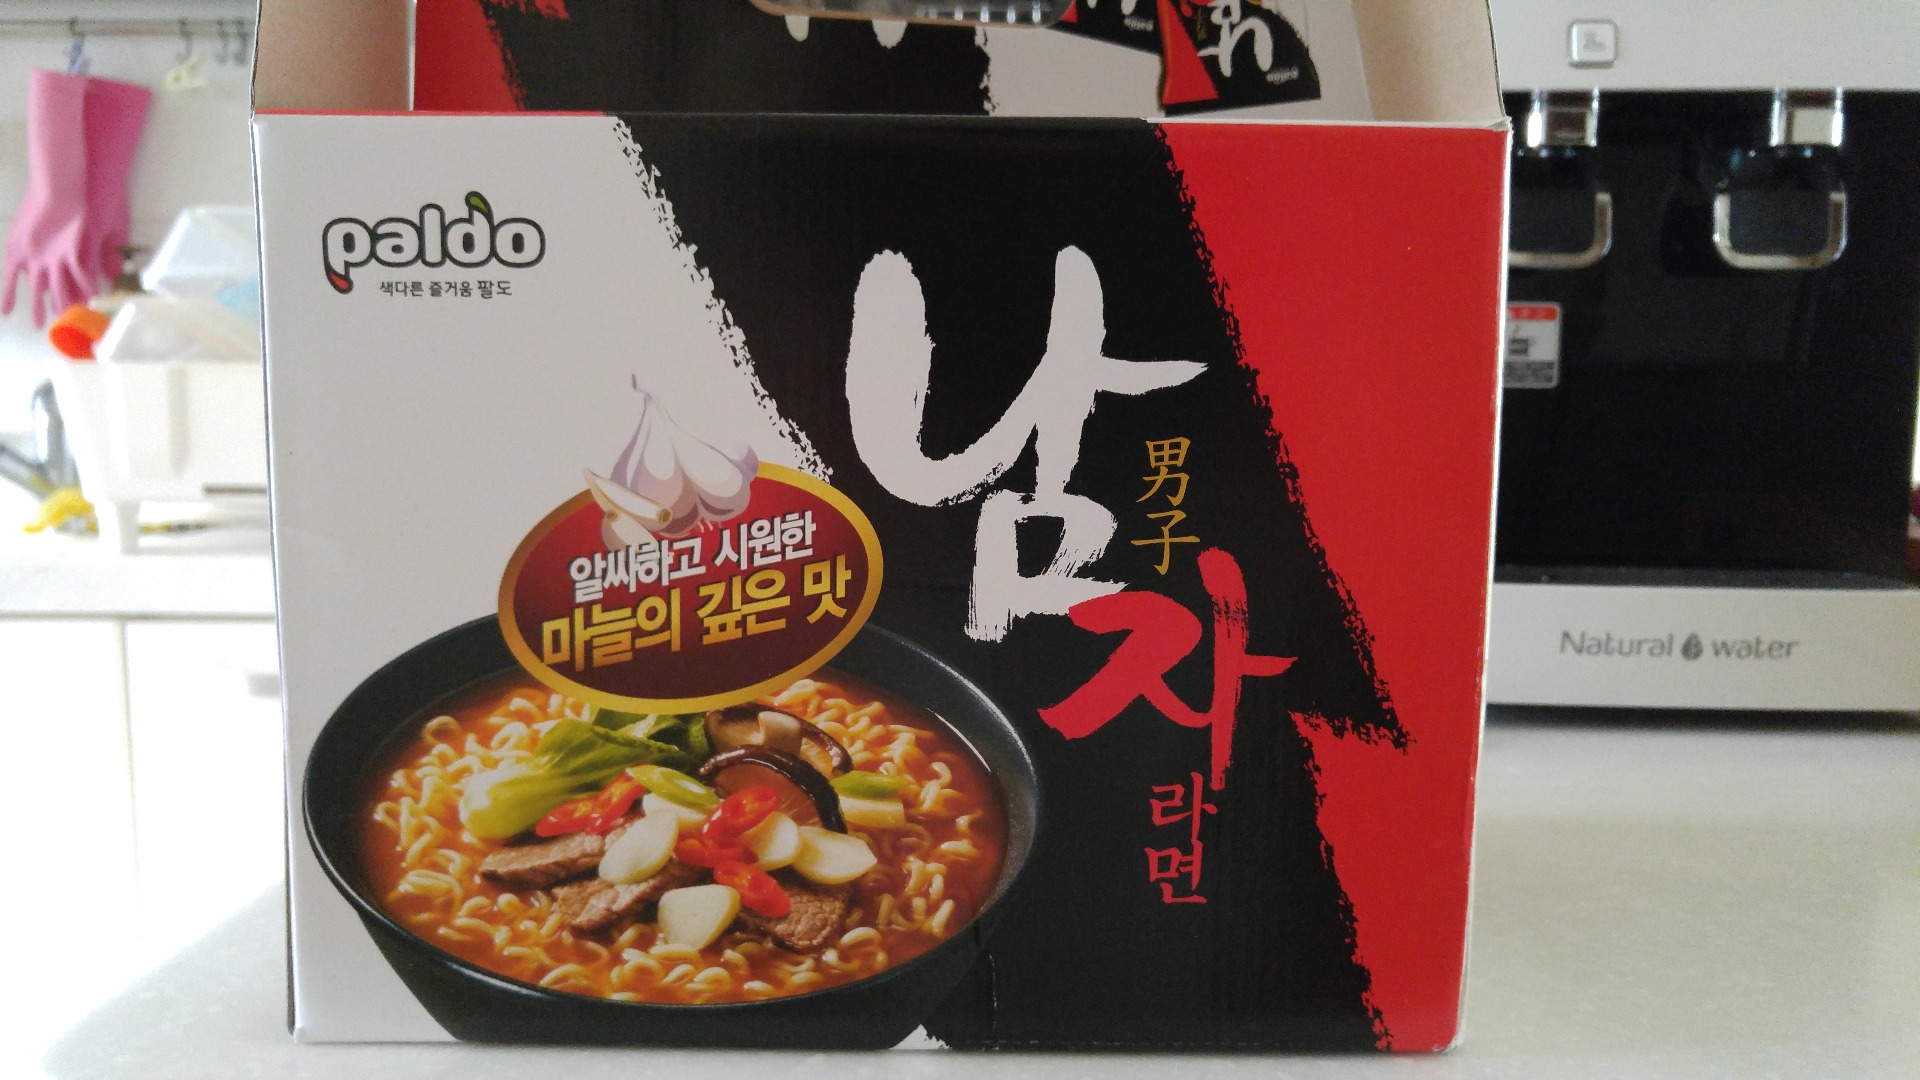 paldo
색다른 즐거움 팔도
알싸하고 시원한
마늘의 깊은 맛
남자
男子
라면
Natural water